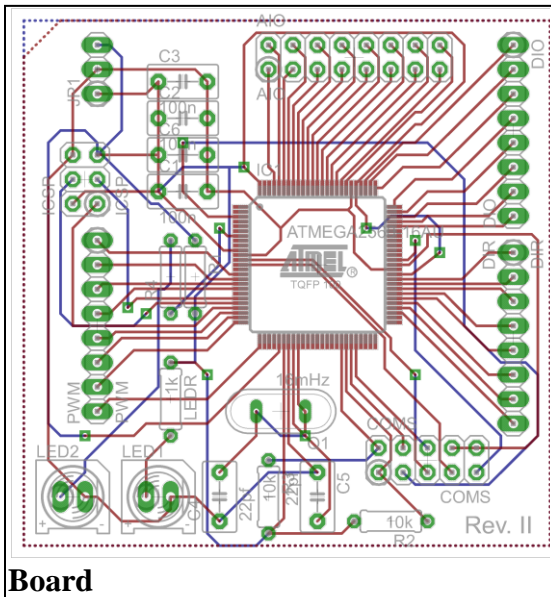 AIO
AIO
JP1
C3
C2
100n
C6
100n
C1
100n
ICSP
ICSP
IC1
DIO
DIO
DIR
DIR
ATMEL®
TQFP 100
R4
PWM
PWM
1k
LEDR
16mHz
Q1
LED2
LED1
C4
22pf
10k
22pf
C5
COMS
COMS
10k
R2
Rev. II
Board